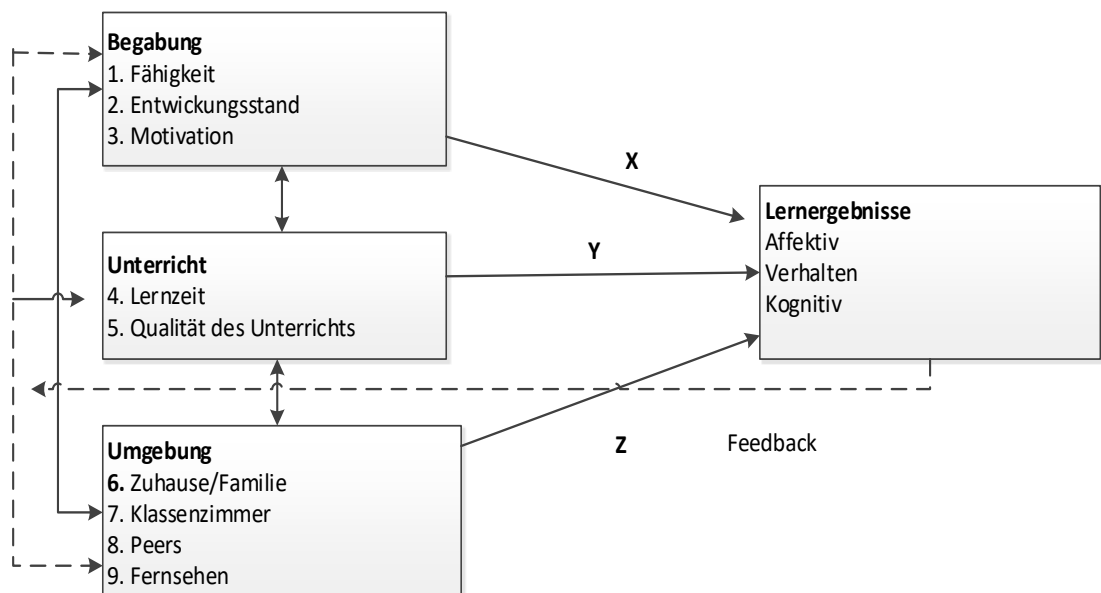 Begabung
1. Fähigkeit
2. Entwickungsstand
3. Motivation
X
Unterricht
4. Lernzeit
5. Qualität des Unterrichts
Y
Lernergebnisse
Affektiv
Verhalten
Kognitiv
Umgebung
6. Zuhause/Familie
7. Klassenzimmer
8. Peers
9. Fernsehen
Z
Feedback